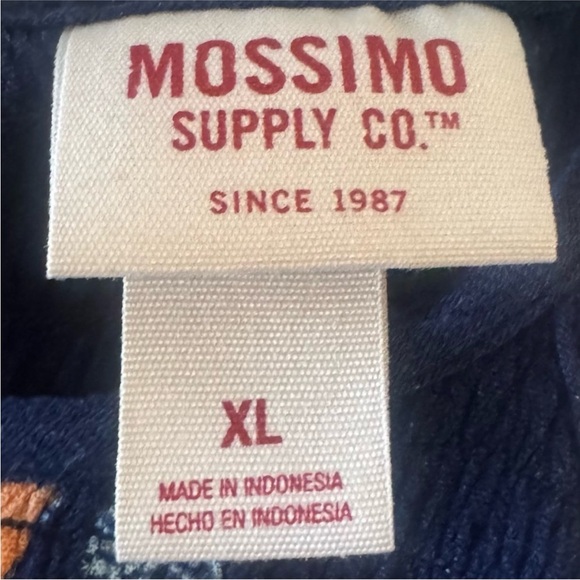 MOSSIMO
SUPPLY CO.™
SINCE 1987
XL
MADE IN INDONESIA
HECHO EN INDONESIA